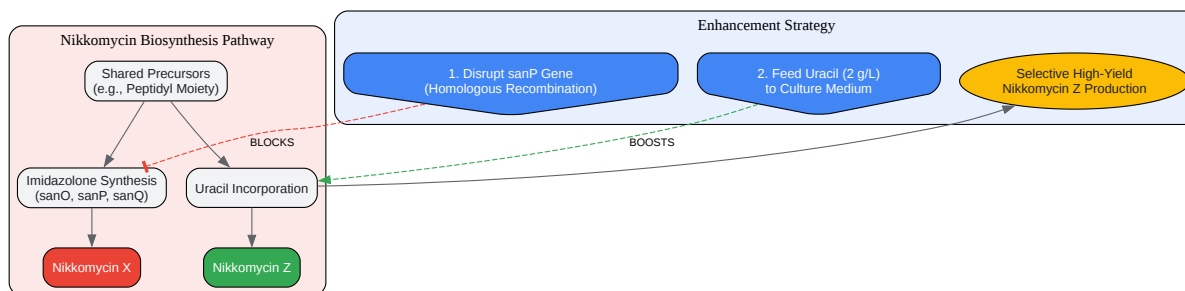 Enhancement Strategy
Nikkomycin Biosynthesis Pathway
Shared Precursors
(e.g., Peptidyl Moiety)
1. Disrupt sanP Gene
(Homologous Recombination)
2. Feed Uracil (2 g/L)
to Culture Medium
Selective High-Yield
Nikkomycin Z Production
BLOCKS
BOOSTS
Imidazolone Synthesis
(sanO, sanP, sanQ)
Uracil Incorporation
Nikkomycin X
Nikkomycin Z